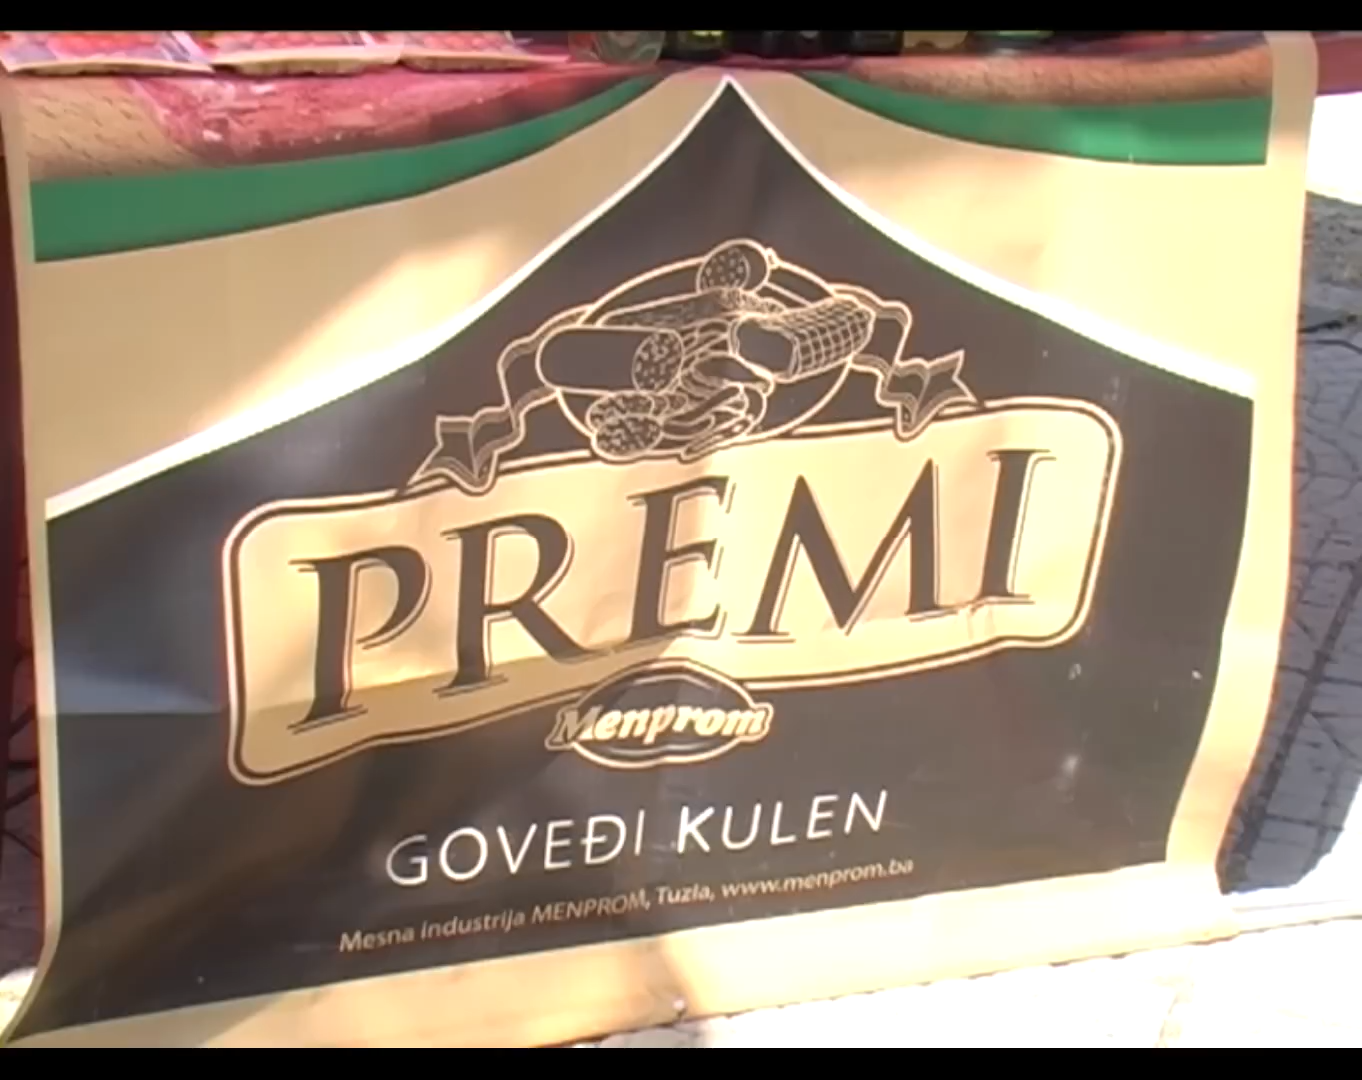 PREMI
Menprom
GOVEĐI KULEN
Mesna industrija MENPROM, Tuzla, www.menprom.ba